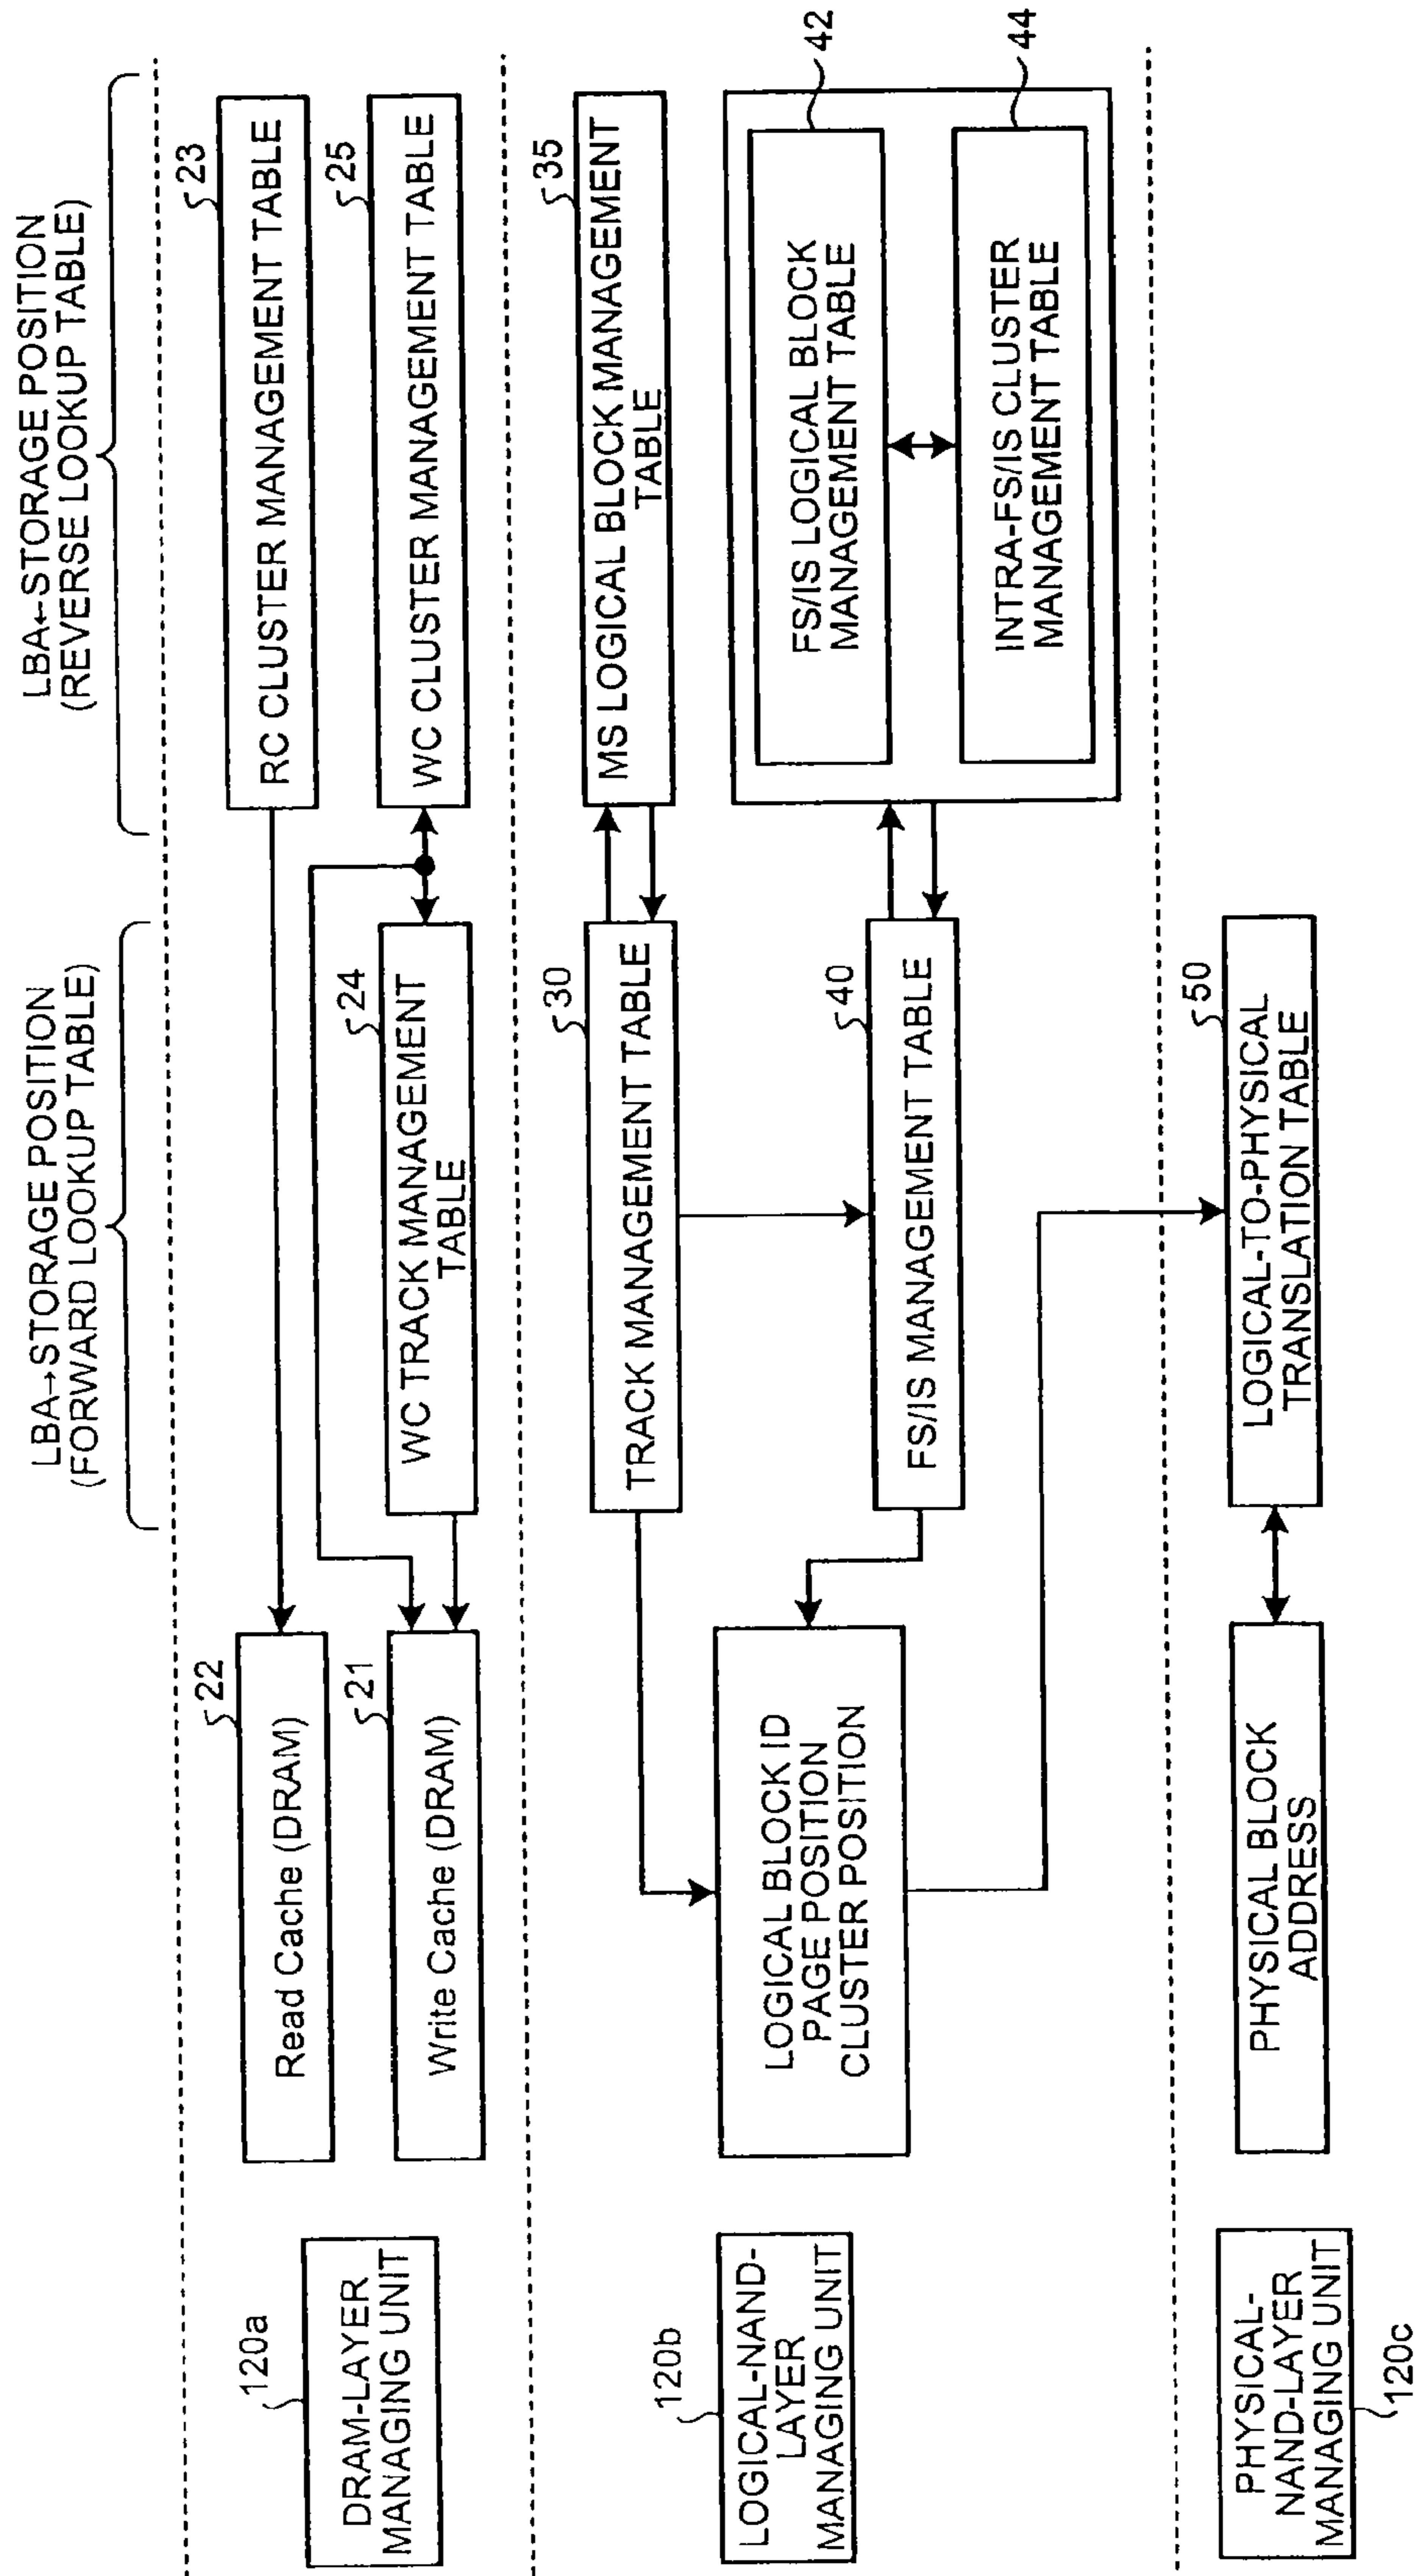 LBA→STORAGE POSITION
(FORWARD LOOKUP TABLE)
LBA←STORAGE POSITION
(REVERSE LOOKUP TABLE)
120a
DRAM-LAYER
MANAGING UNIT
22
Read Cache (DRAM)
23
RC CLUSTER MANAGEMENT TABLE
21
Write Cache (DRAM)
24
WC TRACK MANAGEMENT
TABLE
25
WC CLUSTER MANAGEMENT TABLE
120b
LOGICAL-NAND-
LAYER
MANAGING UNIT
LOGICAL BLOCK ID
PAGE POSITION
CLUSTER POSITION
30
TRACK MANAGEMENT TABLE
35
MS LOGICAL BLOCK MANAGEMENT
TABLE
40
FS/IS MANAGEMENT TABLE
FS/IS LOGICAL BLOCK
MANAGEMENT TABLE
42
INTRA-FS/IS CLUSTER
MANAGEMENT TABLE
44
PHYSICAL-
NAND-LAYER
MANAGING UNIT
120c
PHYSICAL BLOCK
ADDRESS
50
LOGICAL-TO-PHYSICAL
TRANSLATION TABLE